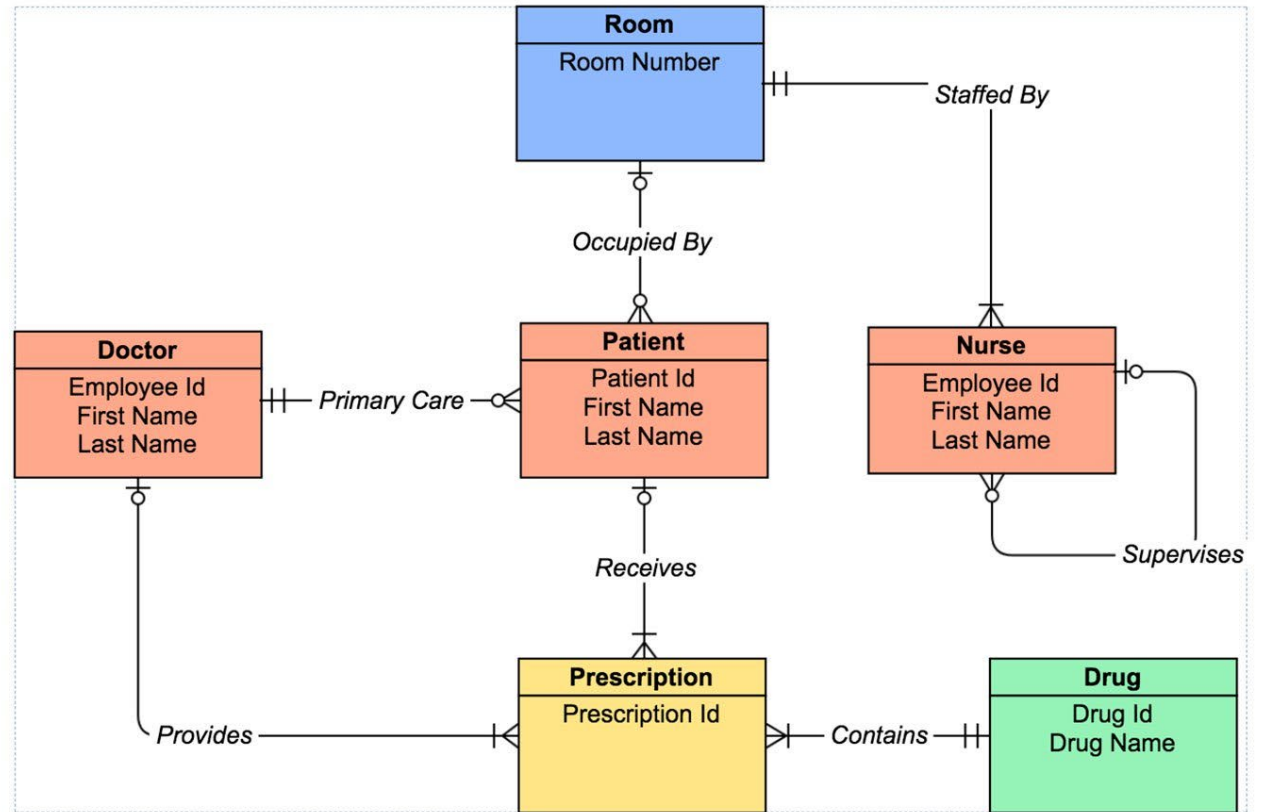 Room
Room Number
Staffed By
Occupied By
Doctor
Employee Id
First Name
Last Name
Primary Care
Patient
Patient Id
First Name
Last Name
Nurse
Employee Id
First Name
Last Name
Supervises
Receives
Provides
Prescription
Prescription Id
Contains
Drug
Drug Id
Drug Name